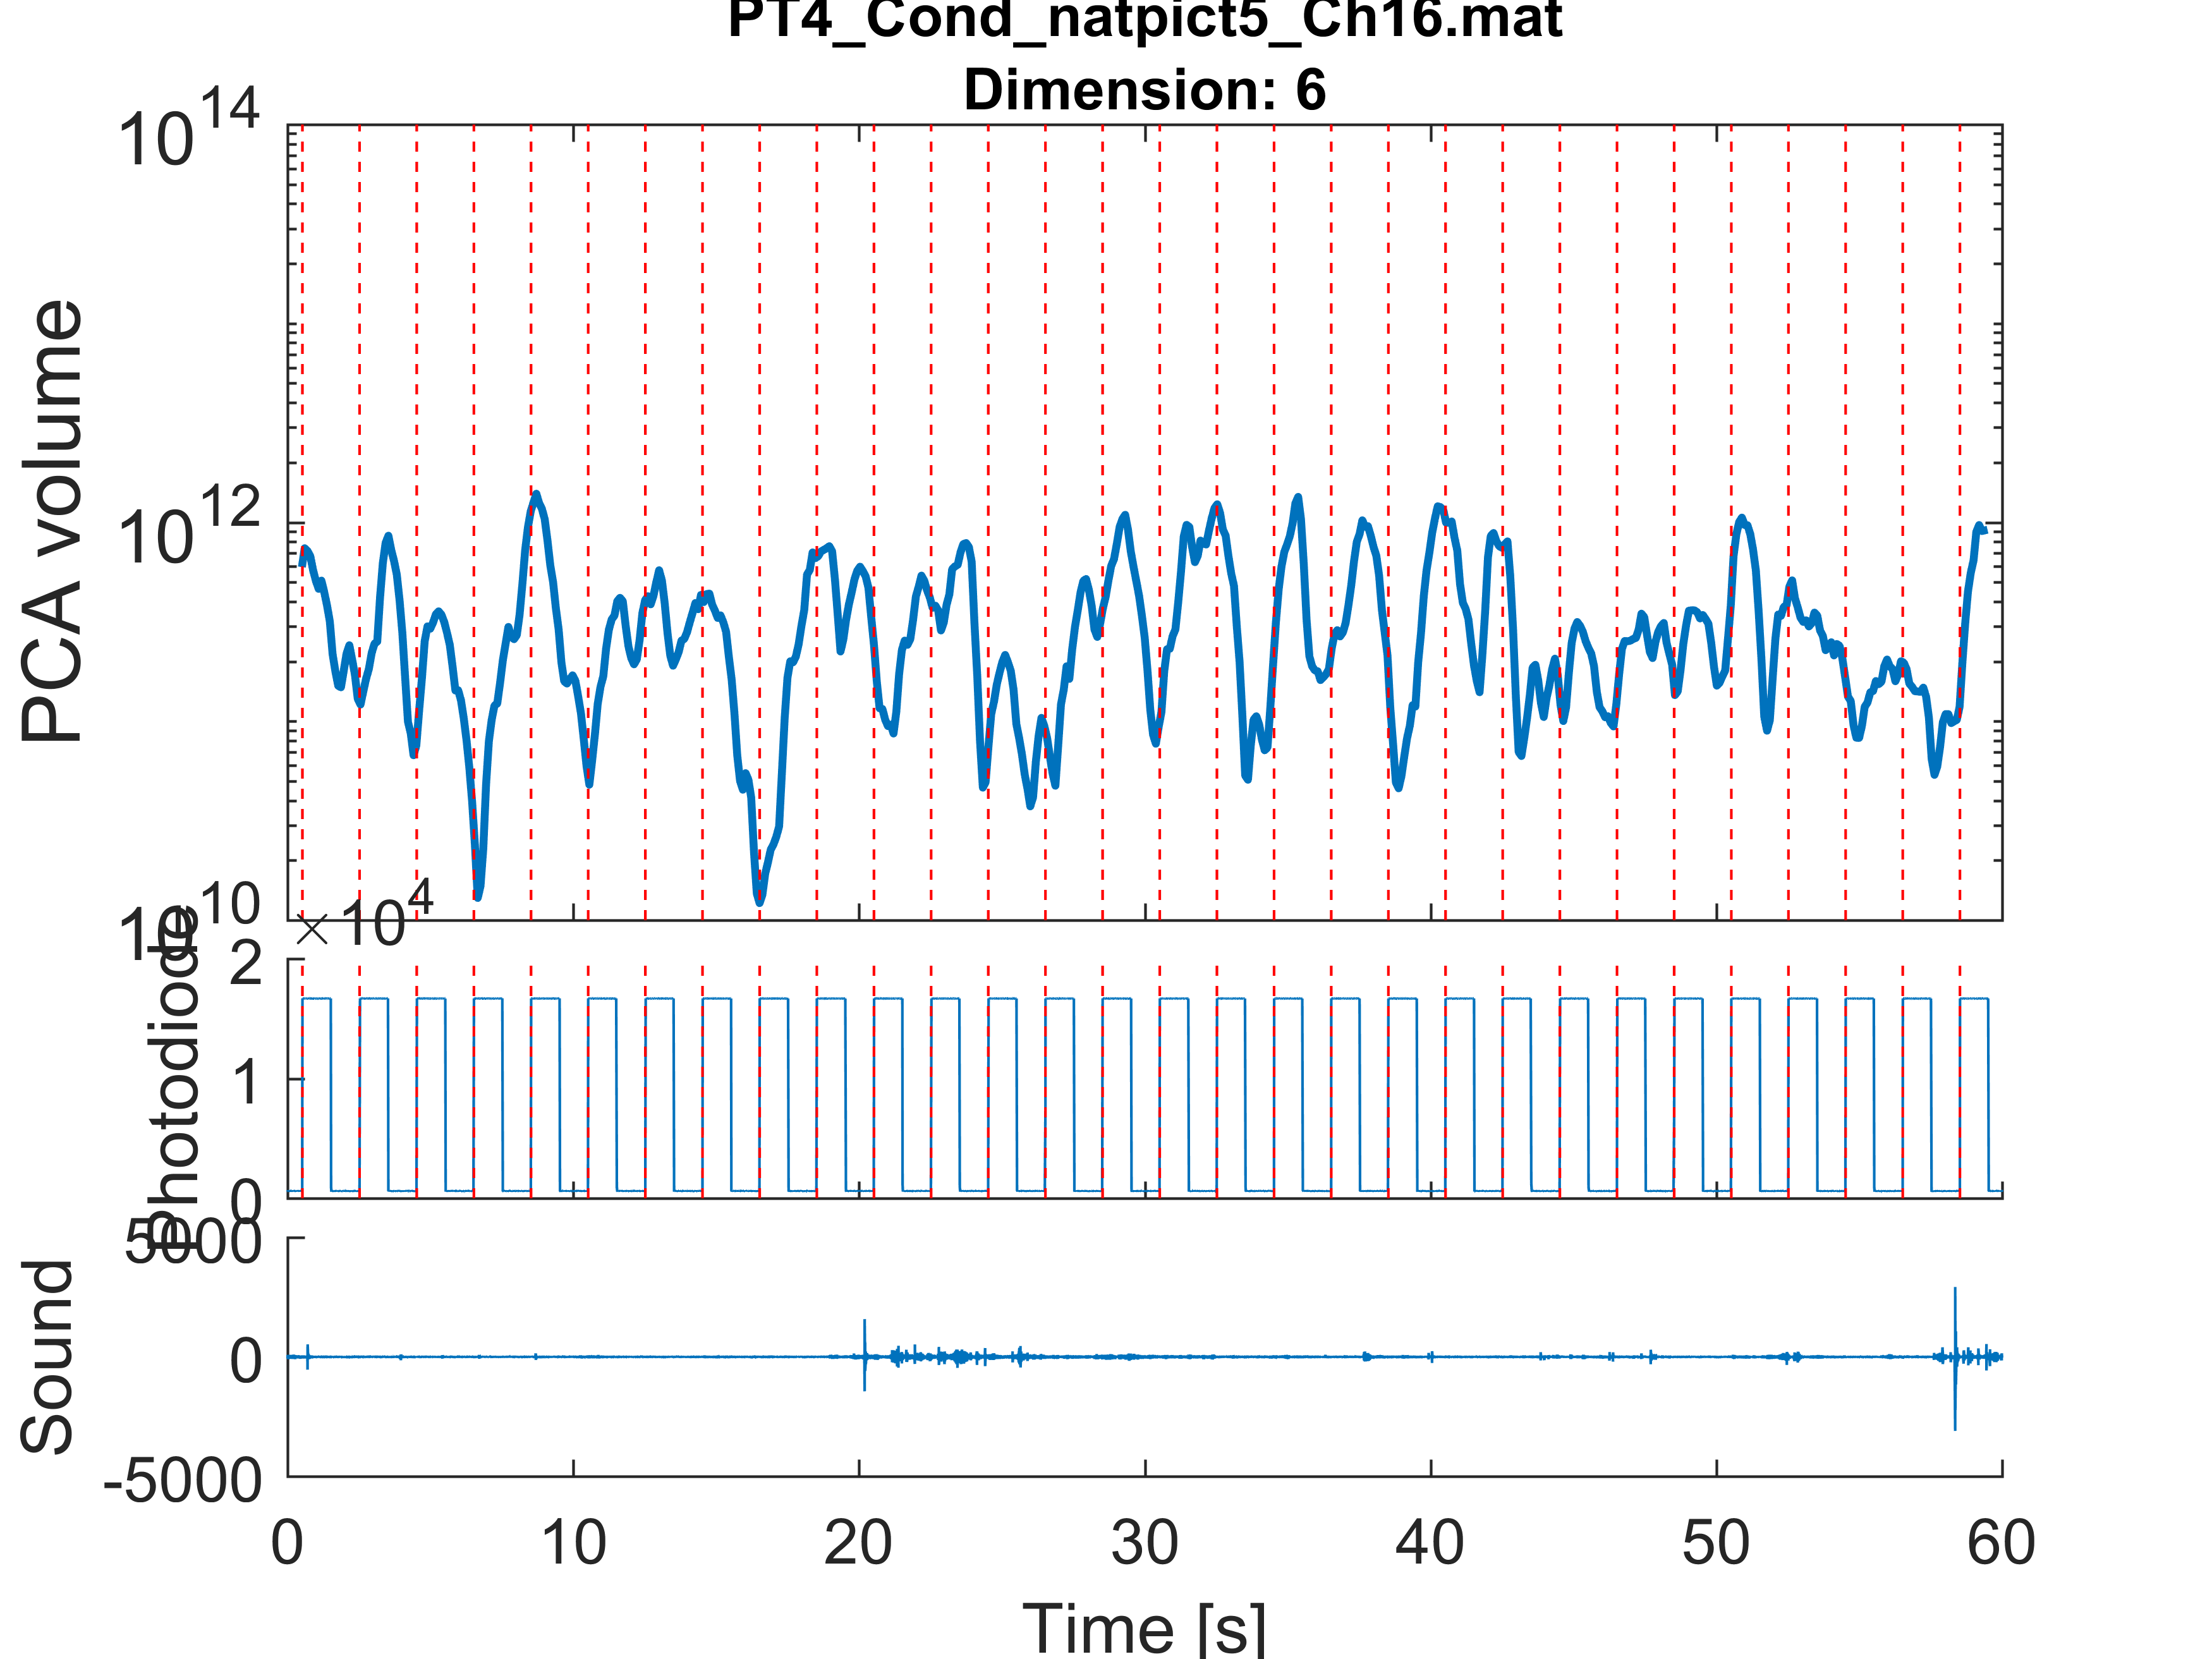 PT4_Cond_natpict5_Ch16.mat
Dimension: 6
PCA volume
10^14
10^12
10^10
×10^4
Photodiode
2
1
0
Sound
5000
0
-5000
0 10 20 30 40 50 60
Time [s]